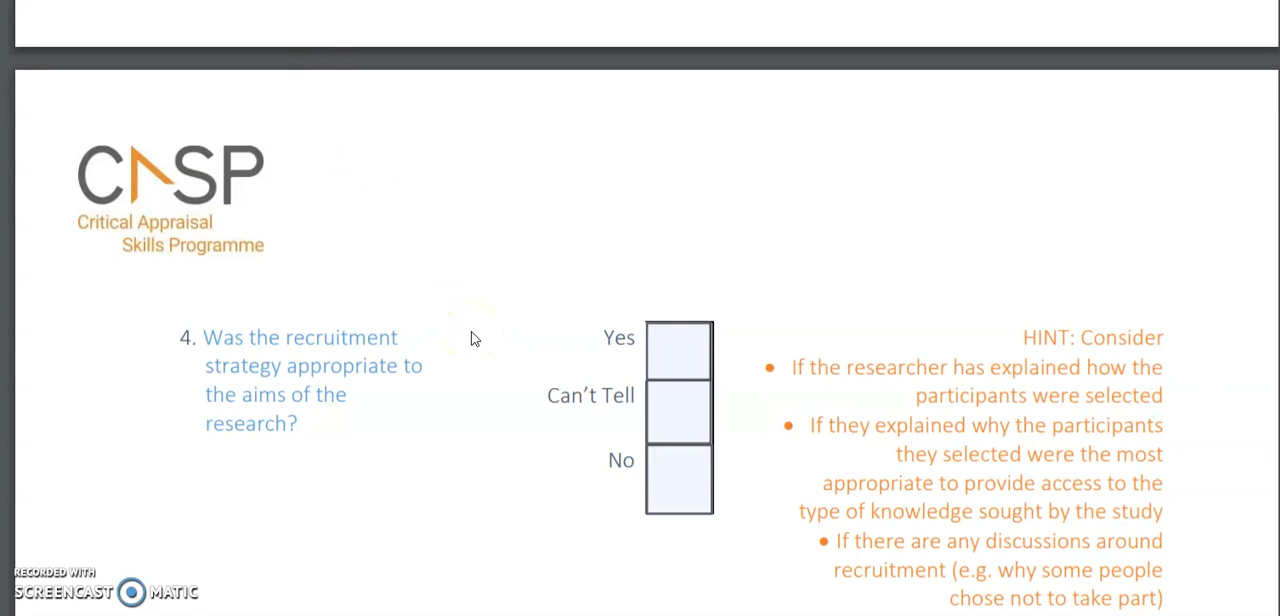 CASP
Critical Appraisal
Skills Programme
4. Was the recruitment
strategy appropriate to
the aims of the
research?
Yes
Can't Tell
No
HINT: Consider
• If the researcher has explained how the
participants were selected
• If they explained why the participants
they selected were the most
appropriate to provide access to the
type of knowledge sought by the study
• If there are any discussions around
recruitment (e.g. why some people
chose not to take part)
RECORDED WITH
SCREENCAST MATIC